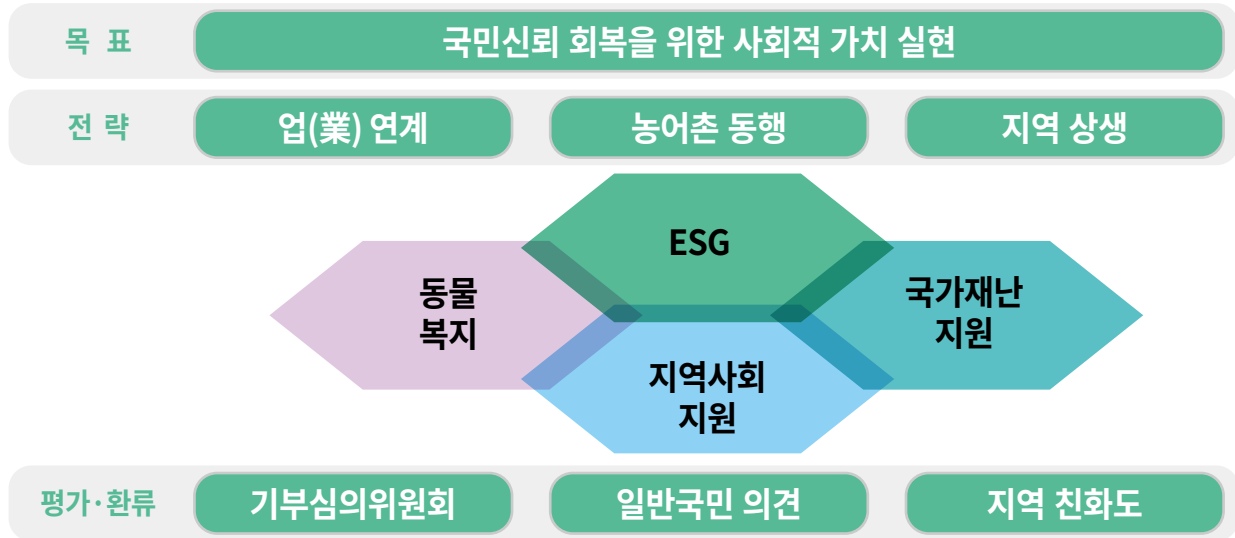 목 표
국민신뢰 회복을 위한 사회적 가치 실현
전 략
업(業) 연계
농어촌 동행
지역 상생
ESG
동물
복지
국가재난
지원
지역사회
지원
평가·환류
기부심의위원회
일반국민 의견
지역 친화도